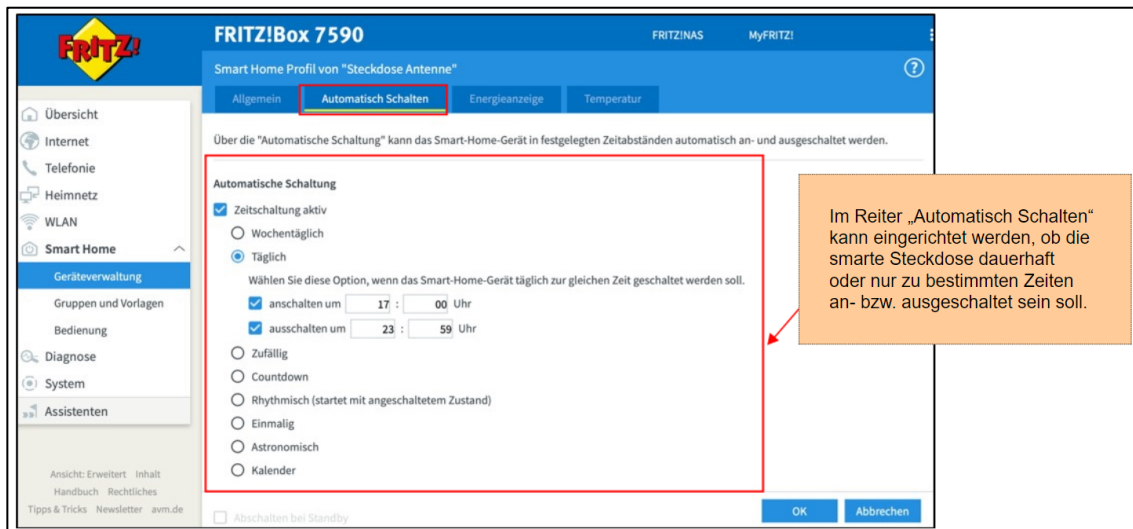 FRITZ!
FRITZ!Box 7590
FRITZ!NAS
MyFRITZ!
Smart Home Profil von "Steckdose Antenne"
?
Allgemein
Automatisch Schalten
Energieanzeige
Temperatur
Übersicht
Internet
Telefonie
Heimnetz
WLAN
Smart Home
Geräteverwaltung
Gruppen und Vorlagen
Bedienung
Diagnose
System
Assistenten
Ansicht: Erweitert Inhalt
Handbuch Rechtliches
Tipps & Tricks Newsletter avm.de
Über die "Automatische Schaltung" kann das Smart-Home-Gerät in festgelegten Zeitabständen automatisch an- und ausgeschaltet werden.
Automatische Schaltung
Zeitschaltung aktiv
Wochentäglich
Täglich
Wählen Sie diese Option, wenn das Smart-Home-Gerät täglich zur gleichen Zeit geschaltet werden soll.
anschalten um 17 : 00 Uhr
ausschalten um 23 : 59 Uhr
Zufällig
Countdown
Rhythmisch (startet mit angeschaltetem Zustand)
Einmalig
Astronomisch
Kalender
Abschalten bei Standby
OK
Abbrechen
Im Reiter „Automatisch Schalten“
kann eingerichtet werden, ob die
smarte Steckdose dauerhaft
oder nur zu bestimmten Zeiten
an- bzw. ausgeschaltet sein soll.